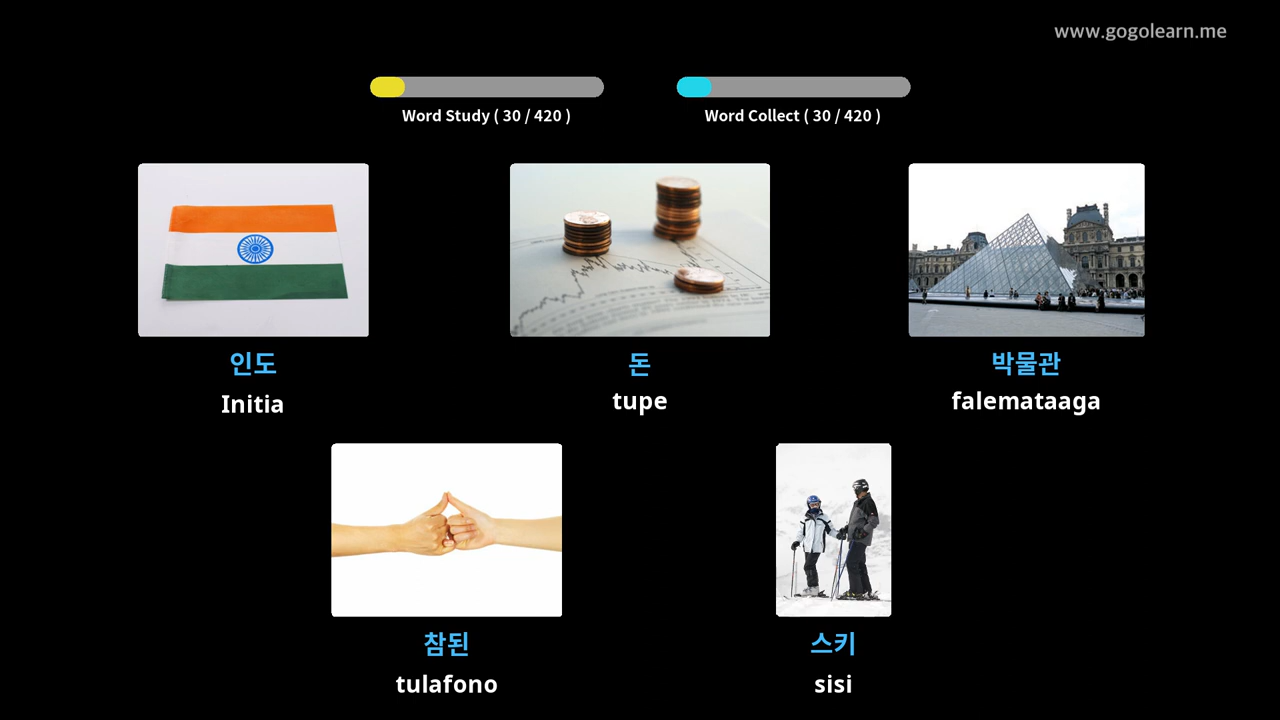 www.gogolearn.me
Word Study ( 30 / 420 )
Word Collect ( 30 / 420 )
인도
Initia
돈
tupe
박물관
falemataaga
참된
tulafono
스키
sisi